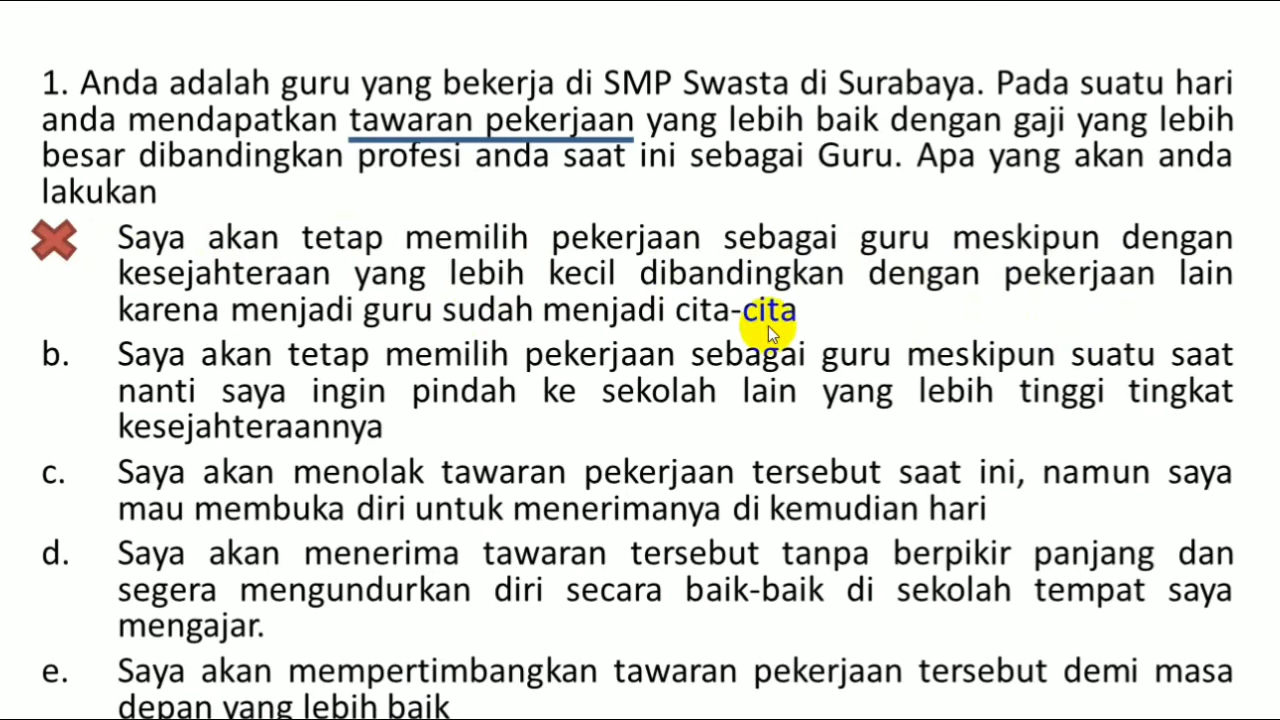 1. Anda adalah guru yang bekerja di SMP Swasta di Surabaya. Pada suatu hari
anda mendapatkan tawaran pekerjaan yang lebih baik dengan gaji yang lebih
besar dibandingkan profesi anda saat ini sebagai Guru. Apa yang akan anda
lakukan
Saya akan tetap memilih pekerjaan sebagai guru meskipun dengan
kesejahteraan yang lebih kecil dibandingkan dengan pekerjaan lain
karena menjadi guru sudah menjadi cita-cita
b. Saya akan tetap memilih pekerjaan sebagai guru meskipun suatu saat
nanti saya ingin pindah ke sekolah lain yang lebih tinggi tingkat
kesejahteraannya
c. Saya akan menolak tawaran pekerjaan tersebut saat ini, namun saya
mau membuka diri untuk menerimanya di kemudian hari
d. Saya akan menerima tawaran tersebut tanpa berpikir panjang dan
segera mengundurkan diri secara baik-baik di sekolah tempat saya
mengajar.
e. Saya akan mempertimbangkan tawaran pekerjaan tersebut demi masa
depan yang lebih baik